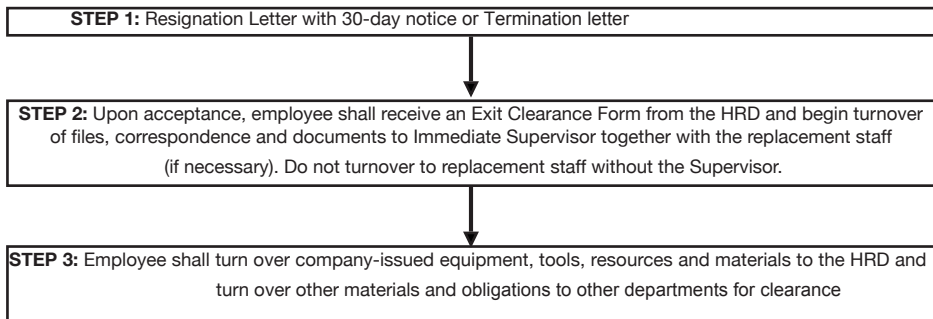 STEP 1: Resignation Letter with 30-day notice or Termination letter
STEP 2: Upon acceptance, employee shall receive an Exit Clearance Form from the HRD and begin turnover
of files, correspondence and documents to Immediate Supervisor together with the replacement staff
(if necessary). Do not turnover to replacement staff without the Supervisor.
STEP 3: Employee shall turn over company-issued equipment, tools, resources and materials to the HRD and
turn over other materials and obligations to other departments for clearance